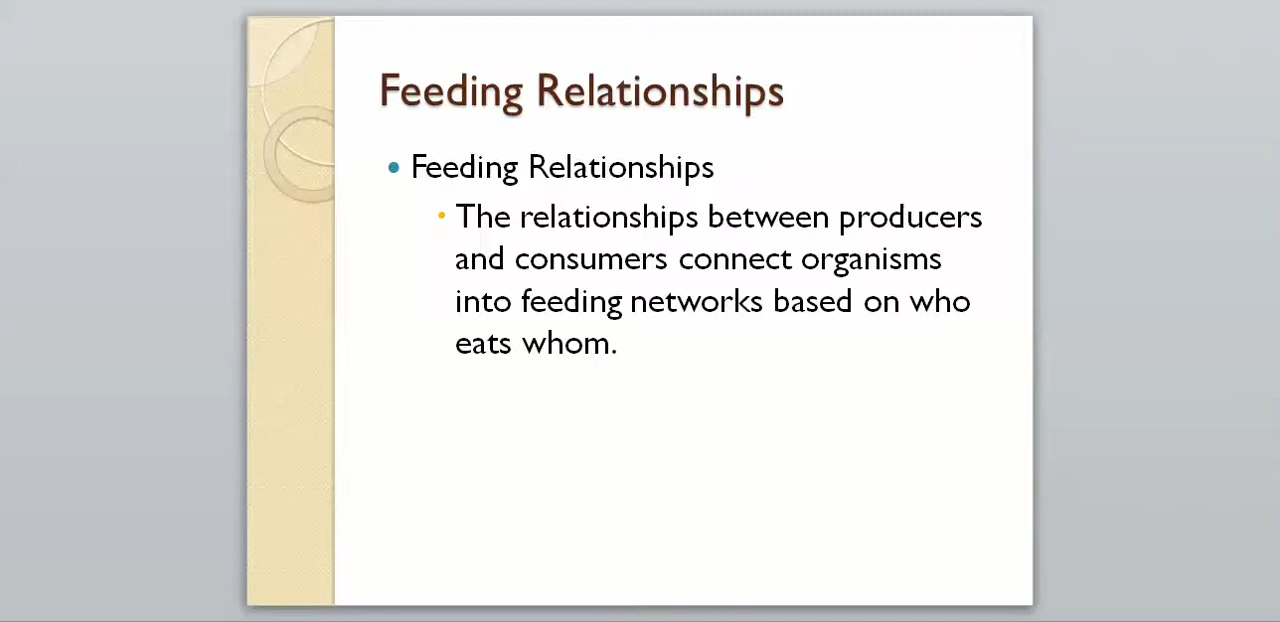 Feeding Relationships
Feeding Relationships
The relationships between producers
and consumers connect organisms
into feeding networks based on who
eats whom.